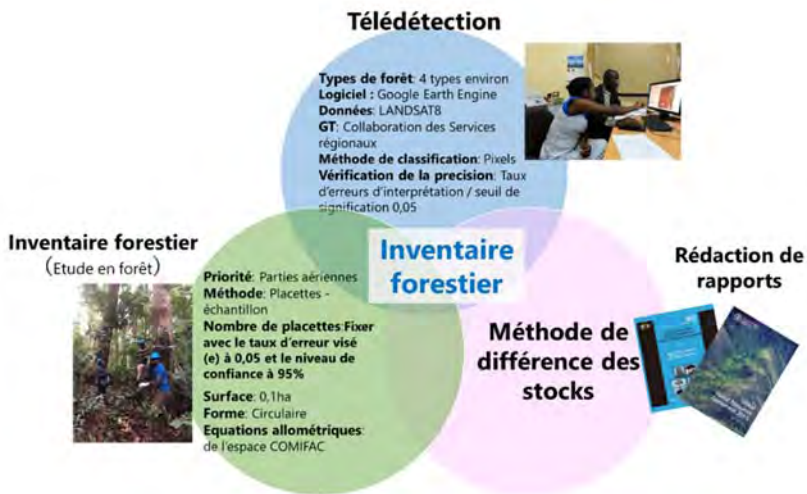 Télédétection
Types de forêt: 4 types environ
Logiciel : Google Earth Engine
Données: LANDSAT8
GT: Collaboration des Services
régionaux
Méthode de classification: Pixels
Vérification de la precision: Taux
d'erreurs d'interprétation / seuil de
signification 0,05
Inventaire forestier
(Etude en forêt)
Priorité: Parties aériennes
Méthode: Placettes -
échantillon
Nombre de placettes:Fixer
avec le taux d'erreur visé
(e) à 0,05 et le niveau de
confiance à 95%
Surface: 0,1ha
Forme: Circulaire
Equations allométriques:
de l'espace COMIFAC
Inventaire
forestier
Méthode de
différence des
stocks
Rédaction de
rapports